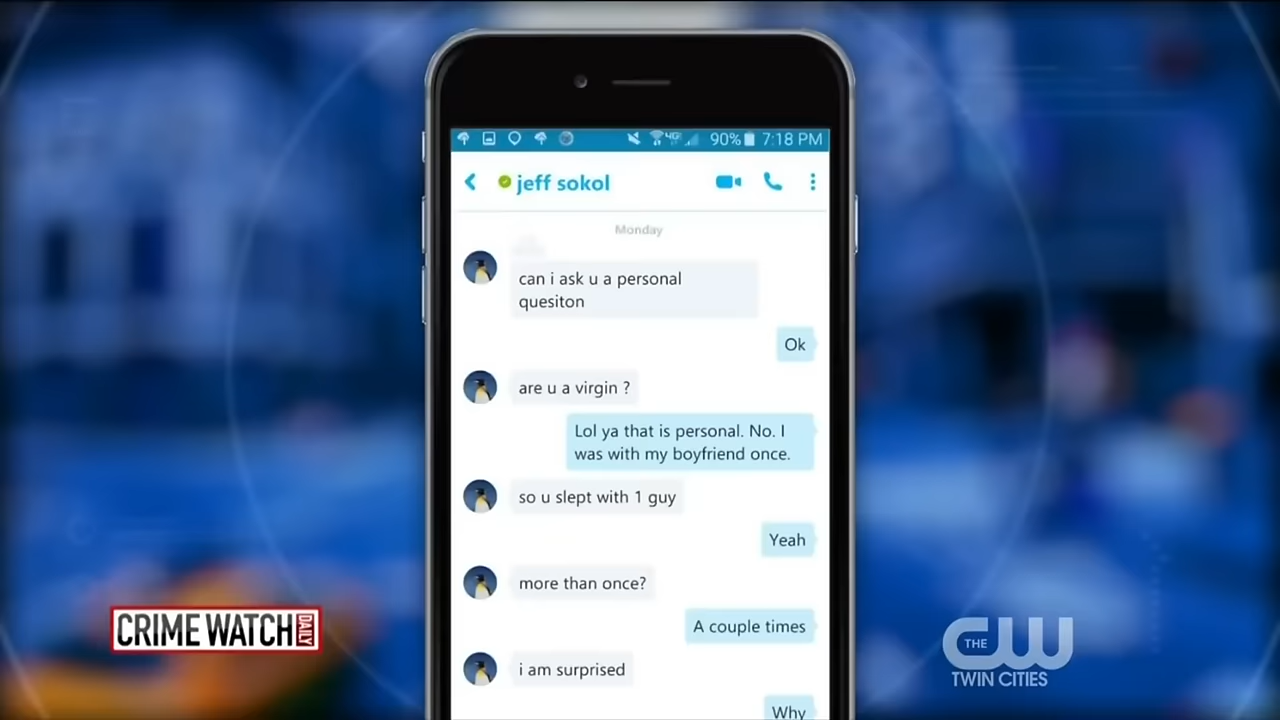 4G 90% 7:18 PM
jeff sokol
Monday
can i ask u a personal
quesiton
Ok
are u a virgin ?
Lol ya that is personal. No. I
was with my boyfriend once.
so u slept with 1 guy
Yeah
more than once?
A couple times
i am surprised
Why
CRIME WATCH DAILY
THE CW
TWIN CITIES